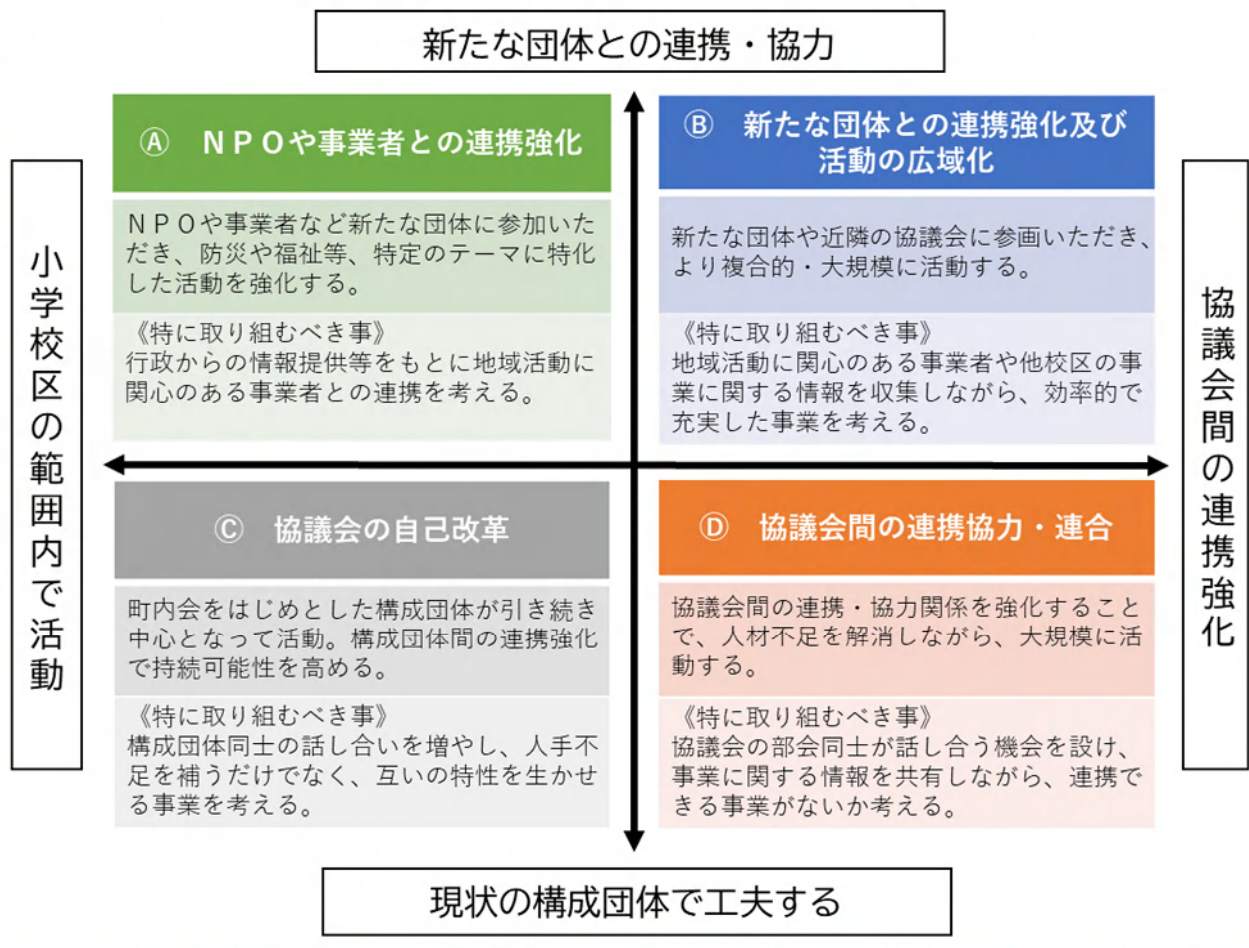 新たな団体との連携・協力
小学校区の範囲内で活動
Ⓐ　ＮＰＯや事業者との連携強化
ＮＰＯや事業者など新たな団体に参加いた
だき、防災や福祉等、特定のテーマに特化
した活動を強化する。
《特に取り組むべき事》
行政からの情報提供等をもとに地域活動に
関心のある事業者との連携を考える。
Ⓑ　新たな団体との連携強化及び
活動の広域化
新たな団体や近隣の協議会に参画いただき、
より複合的・大規模に活動する。
《特に取り組むべき事》
地域活動に関心のある事業者や他校区の事
業に関する情報を収集しながら、効率的で
充実した事業を考える。
Ⓒ　協議会の自己改革
町内会をはじめとした構成団体が引き続き
中心となって活動。構成団体間の連携強化
で持続可能性を高める。
《特に取り組むべき事》
構成団体同士の話し合いを増やし、人手不
足を補うだけでなく、互いの特性を生かせ
る事業を考える。
Ⓓ　協議会間の連携協力・連合
協議会間の連携・協力関係を強化すること
で、人材不足を解消しながら、大規模に活
動する。
《特に取り組むべき事》
協議会の部会同士が話し合う機会を設け、
事業に関する情報を共有しながら、連携で
きる事業がないか考える。
協議会間の連携強化
現状の構成団体で工夫する